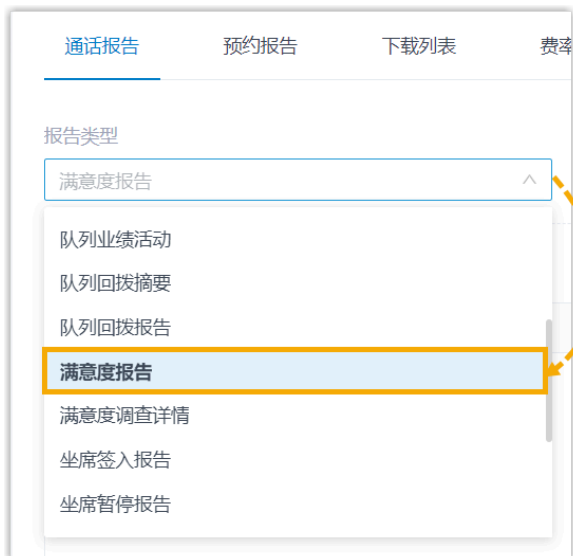 通话报告 预约报告 下载列表 费率
报告类型
满意度报告
队列业绩活动
队列回拨摘要
队列回拨报告
满意度报告
满意度调查详情
坐席签入报告
坐席暂停报告